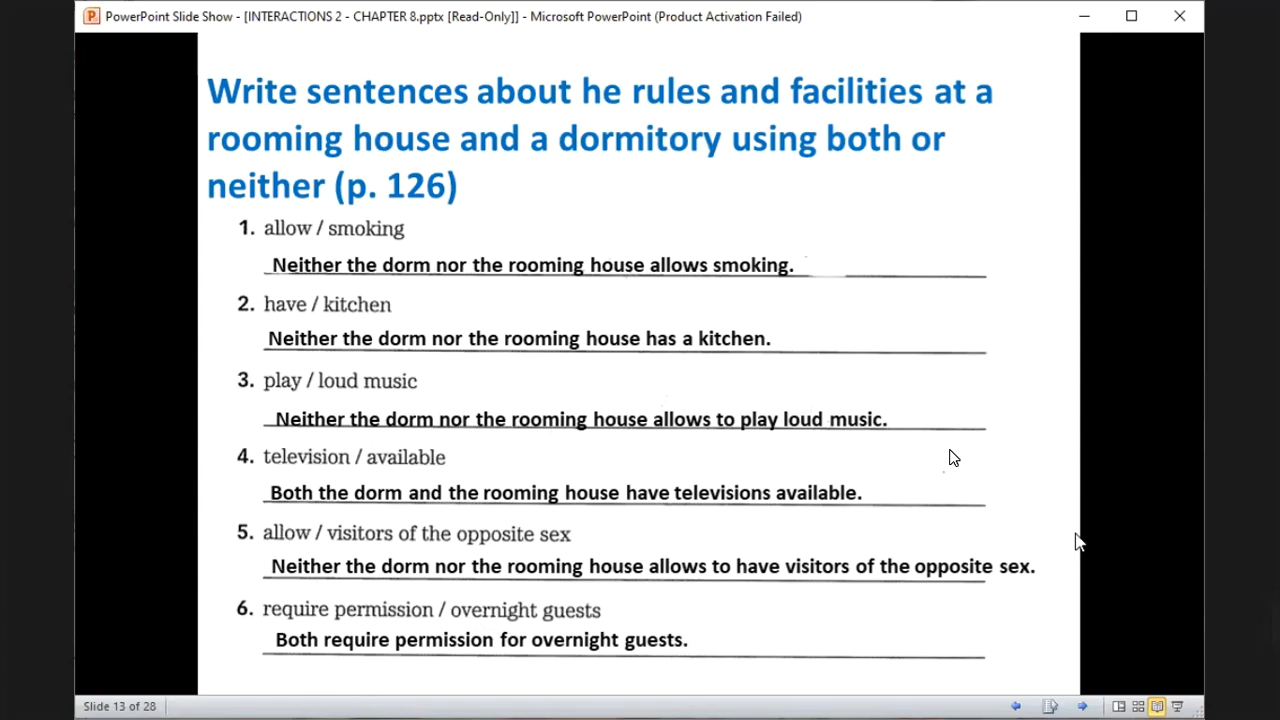 PowerPoint Slide Show - [INTERACTIONS 2 - CHAPTER 8.pptx [Read-Only]] - Microsoft PowerPoint (Product Activation Failed)
Write sentences about he rules and facilities at a
rooming house and a dormitory using both or
neither (p. 126)
1. allow / smoking
Neither the dorm nor the rooming house allows smoking.
2. have / kitchen
Neither the dorm nor the rooming house has a kitchen.
3. play / loud music
Neither the dorm nor the rooming house allows to play loud music.
4. television / available
Both the dorm and the rooming house have televisions available.
5. allow / visitors of the opposite sex
Neither the dorm nor the rooming house allows to have visitors of the opposite sex.
6. require permission / overnight guests
Both require permission for overnight guests.
Slide 13 of 28